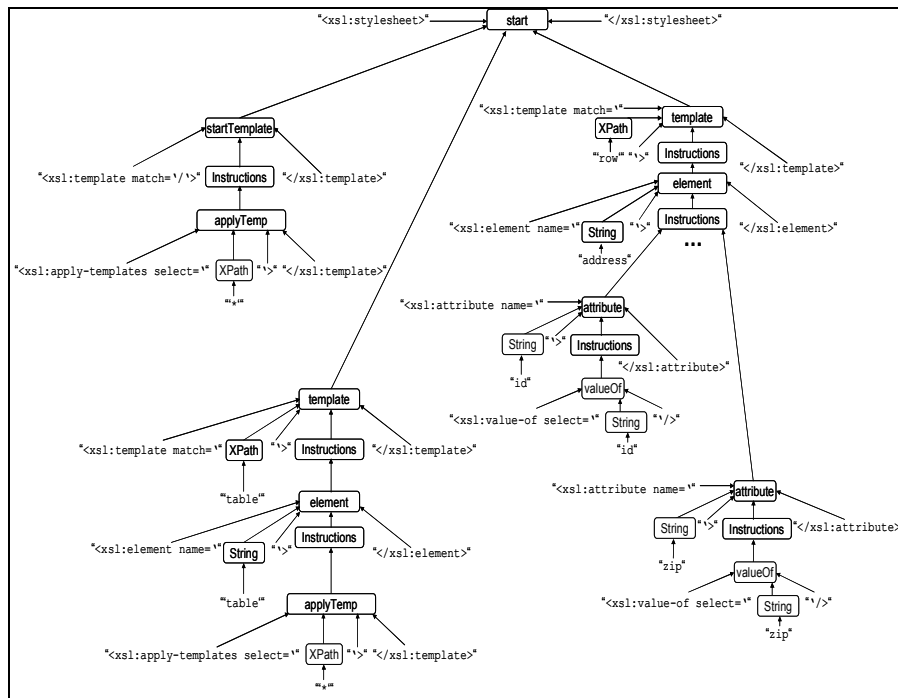 “<xsl:stylesheet>“ start “</xsl:stylesheet>“
“<xsl:template match=‘“ template
startTemplate XPath
“‘row‘“ “‘>“ “</xsl:template>“
“<xsl:template match=‘/‘>“ Instructions “</xsl:template>“ Instructions
element
applyTemp “<xsl:element name=‘“ String “‘>“ Instructions “</xsl:element>“
“<xsl:apply-templates select=‘“ XPath “‘>“ “</xsl:template>“ “address“ ...
“‘*‘“
“<xsl:attribute name=‘“ attribute
String “‘>“ Instructions
“id“ “</xsl:attribute>“
template valueOf
“<xsl:value-of select=‘“ String “‘/>“
“<xsl:template match=‘“ XPath “‘>“ Instructions “</xsl:template>“ “id“
“‘table‘“ “<xsl:attribute name=‘“ attribute
element
String “‘>“ Instructions “</xsl:attribute>“
“<xsl:element name=‘“ String “‘>“ Instructions “</xsl:element>“
“zip“ valueOf
“table“ applyTemp “<xsl:value-of select=‘“ String “‘/>“
“zip“
“<xsl:apply-templates select=‘“ XPath “‘>“ “</xsl:template>“
“‘*‘“